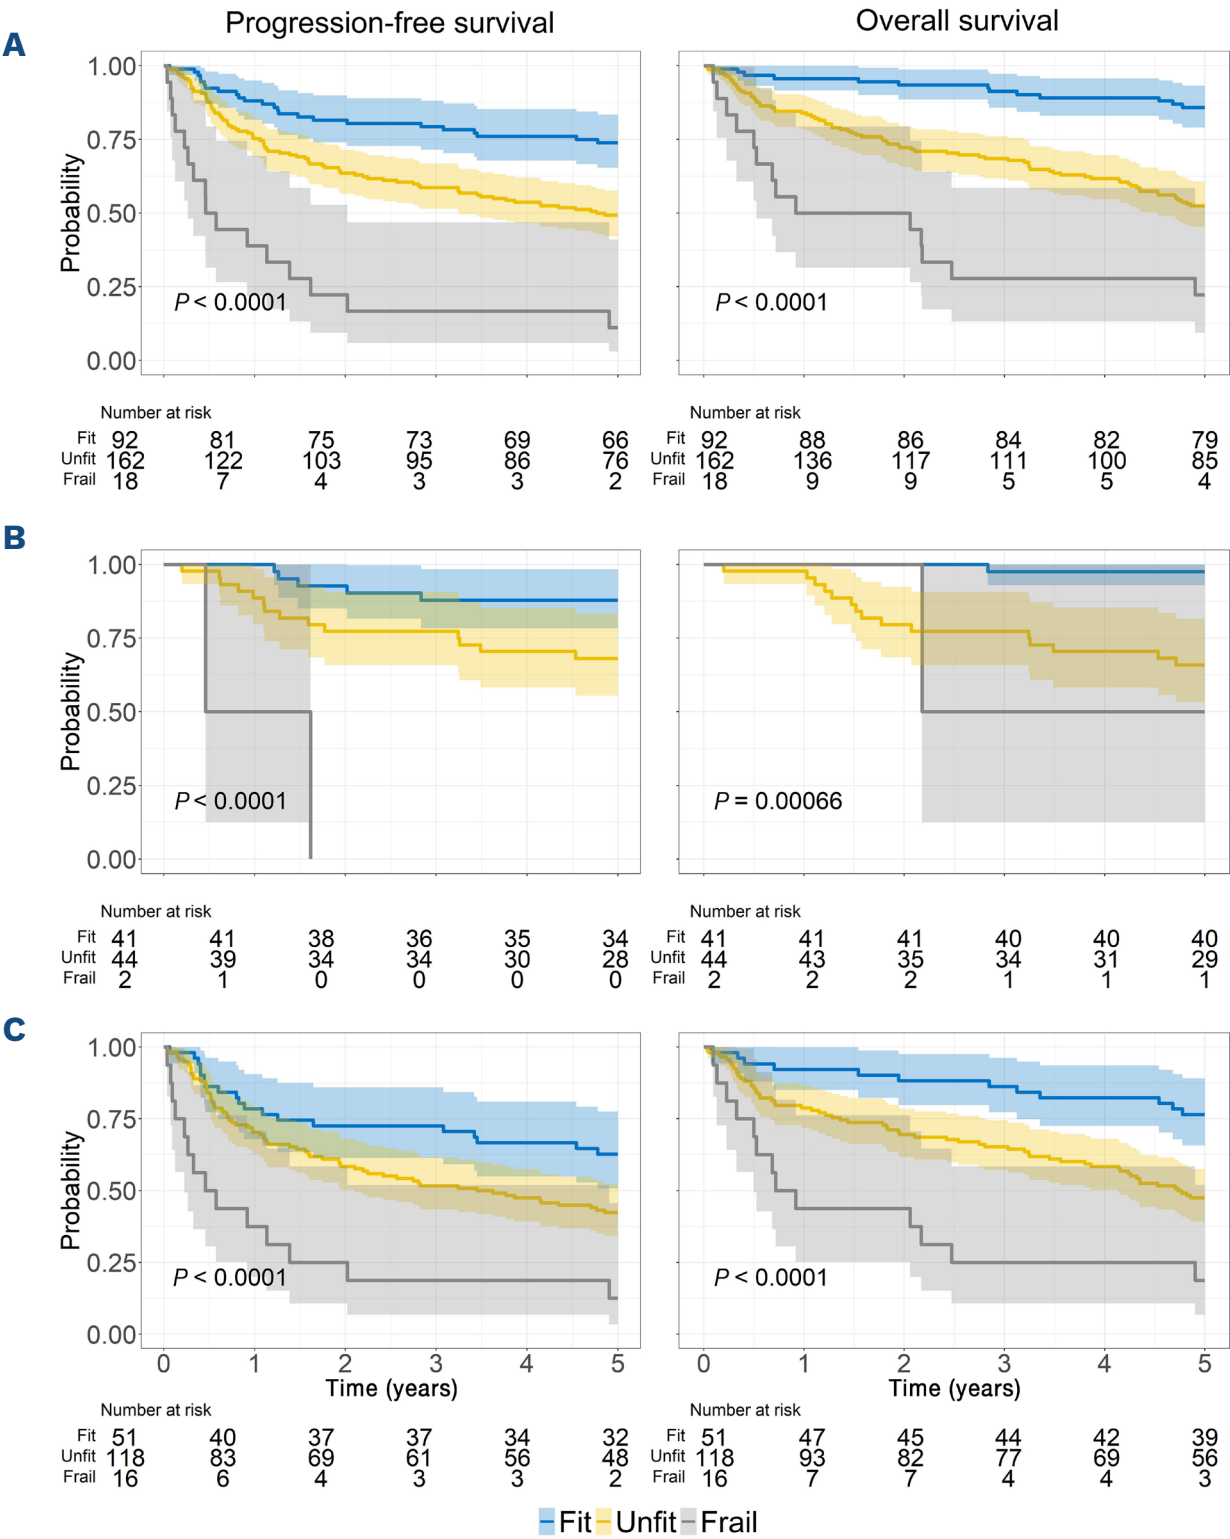 Progression-free survival Overall survival
A
1.00
0.75
0.50
0.25
0.00
Probability
P < 0.0001 P < 0.0001
Number at risk Number at risk
Fit 92 81 75 73 69 66 Fit 92 88 86 84 82 79
Unfit 162 122 103 95 86 76 Unfit 162 136 117 111 100 85
Frail 18 7 4 3 3 2 Frail 18 9 9 5 5 4
B
1.00
0.75
0.50
0.25
0.00
Probability
P < 0.0001 P = 0.00066
Number at risk Number at risk
Fit 41 41 38 36 35 34 Fit 41 41 41 40 40 40
Unfit 44 39 34 34 30 28 Unfit 44 43 35 34 31 29
Frail 2 1 0 0 0 0 Frail 2 2 2 1 1 1
C
1.00
0.75
0.50
0.25
0.00
Probability
P < 0.0001 P < 0.0001
0 1 2 3 4 5 0 1 2 3 4 5
Time (years) Time (years)
Number at risk Number at risk
Fit 51 40 37 37 34 32 Fit 51 47 45 44 42 39
Unfit 118 83 69 61 56 48 Unfit 118 93 82 77 69 56
Frail 16 6 4 3 3 2 Frail 16 7 7 4 4 3
Fit Unfit Frail